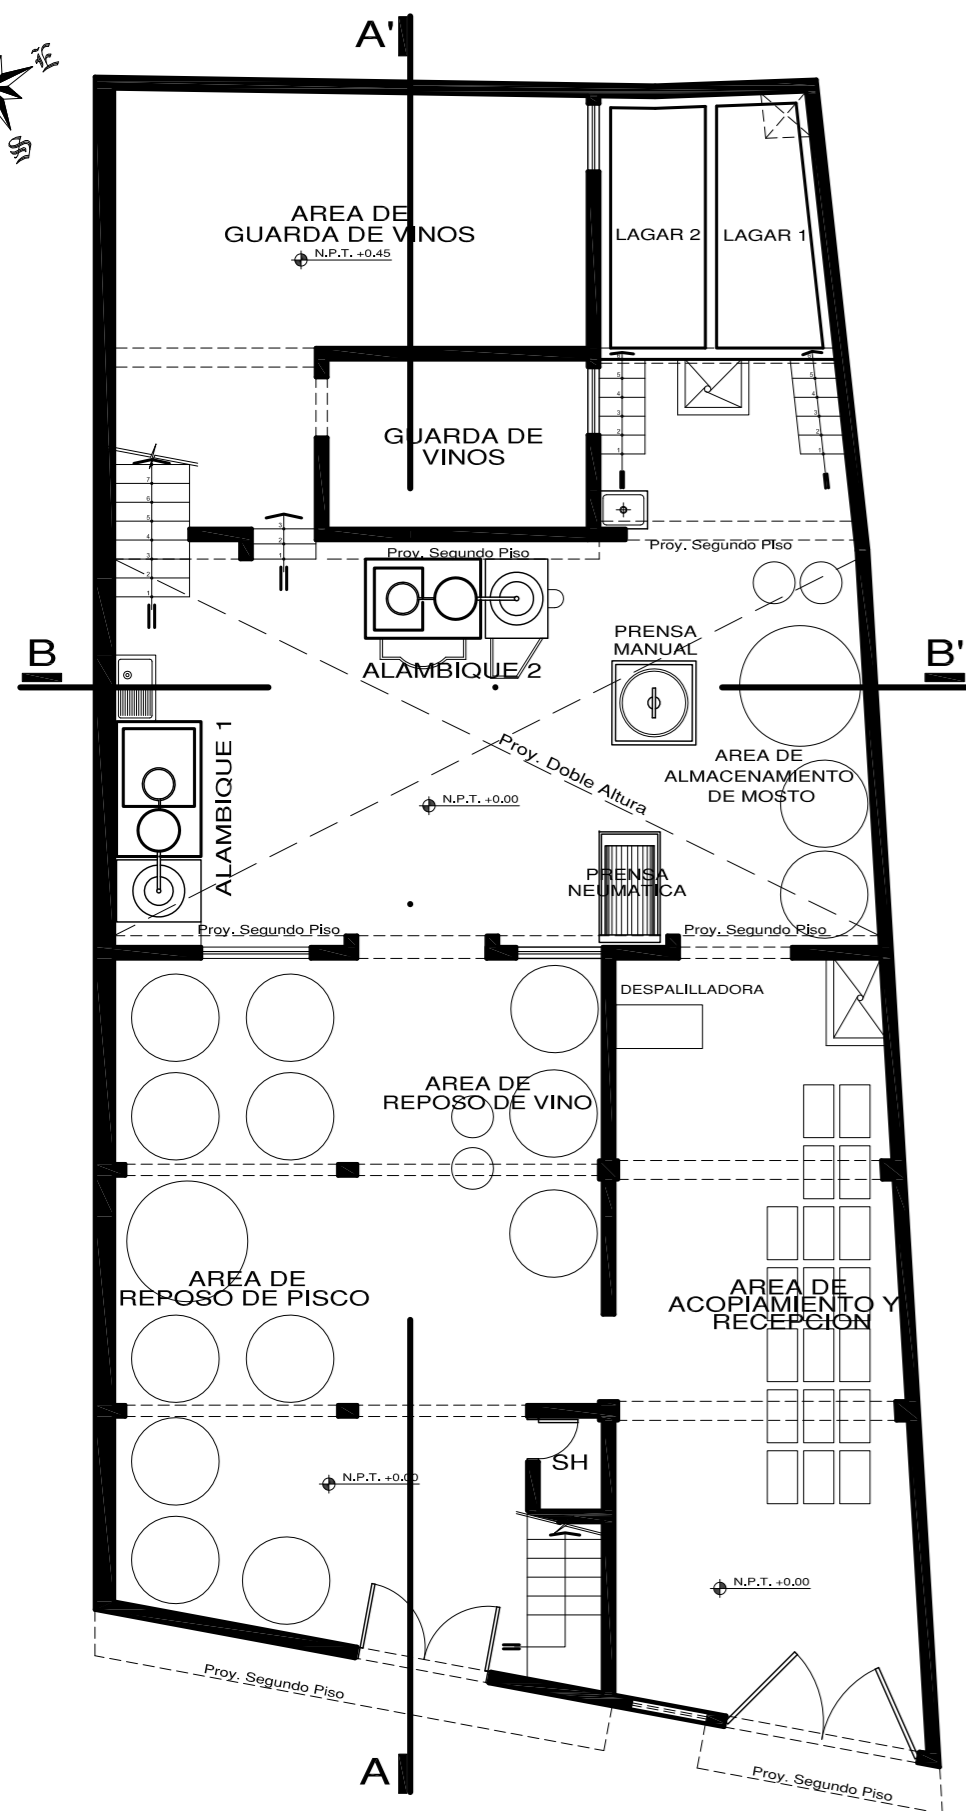 A'
E
S
AREA DE
GUARDA DE VINOS
N.P.T. +0.45
LAGAR 2
LAGAR 1
GUARDA DE
VINOS
Proy. Segundo Piso
Proy. Segundo Piso
PRENSA
MANUAL
B
B'
ALAMBIQUE 2
ALAMBIQUE 1
Proy. Doble Altura
AREA DE
ALMACENAMIENTO
DE MOSTO
N.P.T. +0.00
PRENSA
NEUMATICA
Proy. Segundo Piso
Proy. Segundo Piso
DESPALILLADORA
AREA DE
REPOSO DE VINO
AREA DE
REPOSO DE PISCO
AREA DE
ACOPIAMIENTO Y
RECEPCION
SH
N.P.T. +0.00
N.P.T. +0.00
Proy. Segundo Piso
Proy. Segundo Piso
A